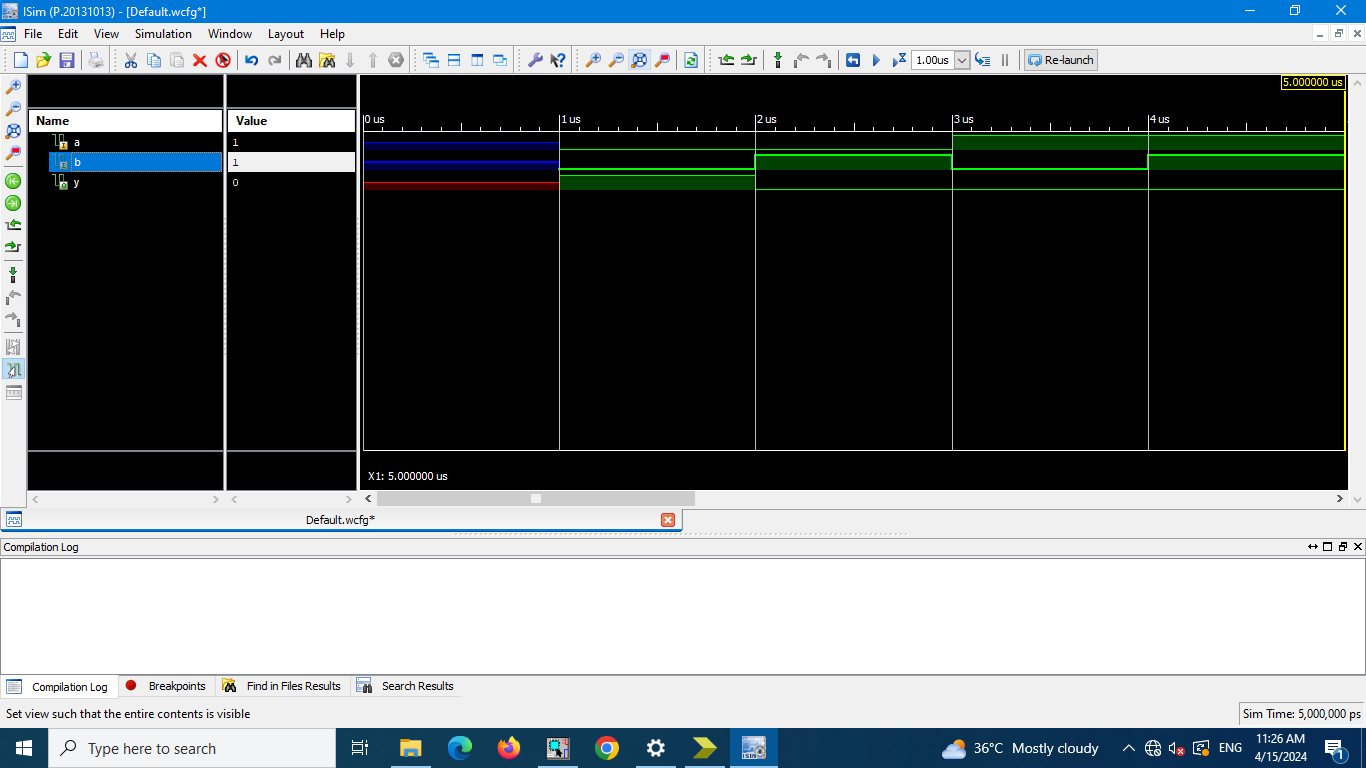 ISim (P.20131013) - [Default.wcfg*]
File Edit View Simulation Window Layout Help
1.00us Re-launch
5.000000 us
Name Value
0 us 1 us 2 us 3 us 4 us
a 1
b 1
y 0
X1: 5.000000 us
Default.wcfg*
Compilation Log
Compilation Log Breakpoints Find in Files Results Search Results
Set view such that the entire contents is visible
Sim Time: 5,000,000 ps
Type here to search
36°C Mostly cloudy
ENG
11:26 AM
4/15/2024
1